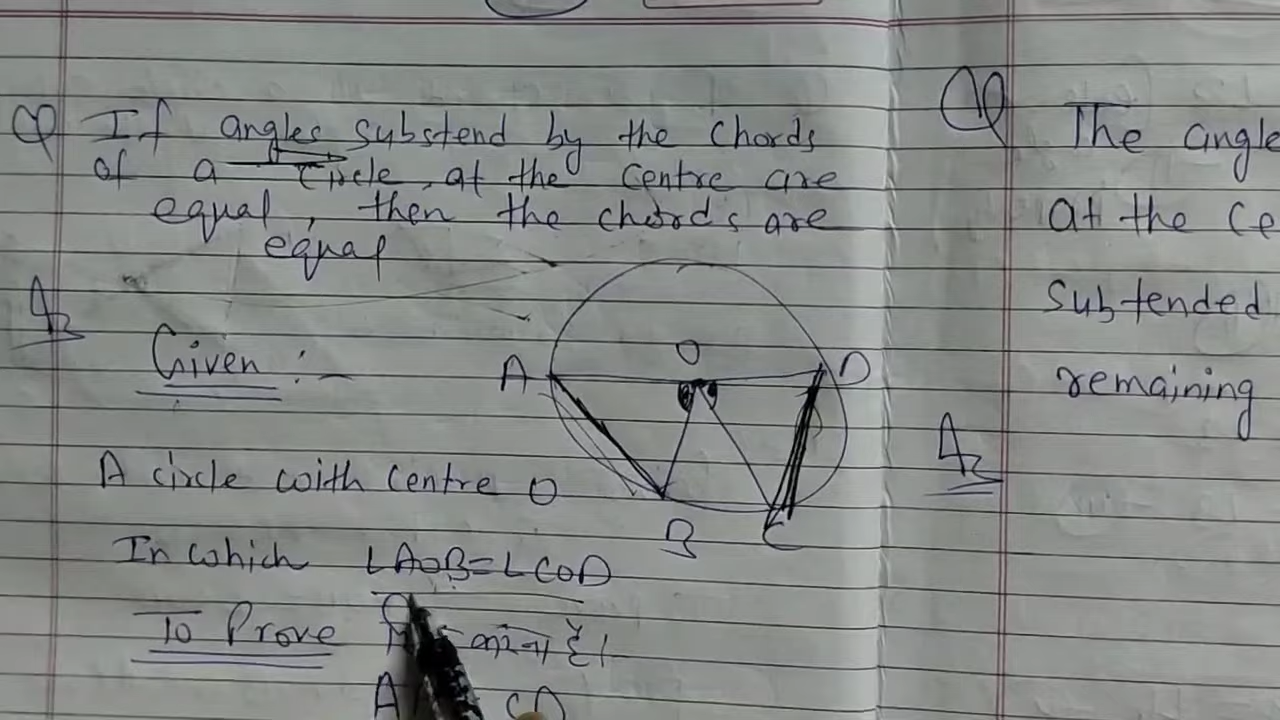 Q If angles substend by the chords
of a circle, at the centre are
equal, then the chords are
equal
Given :-
O
A
D
A circle with centre O
B
C
In which ∠AOB=∠COD
To Prove
A CD
Q The angle
At the Ce
Subtended
remaining